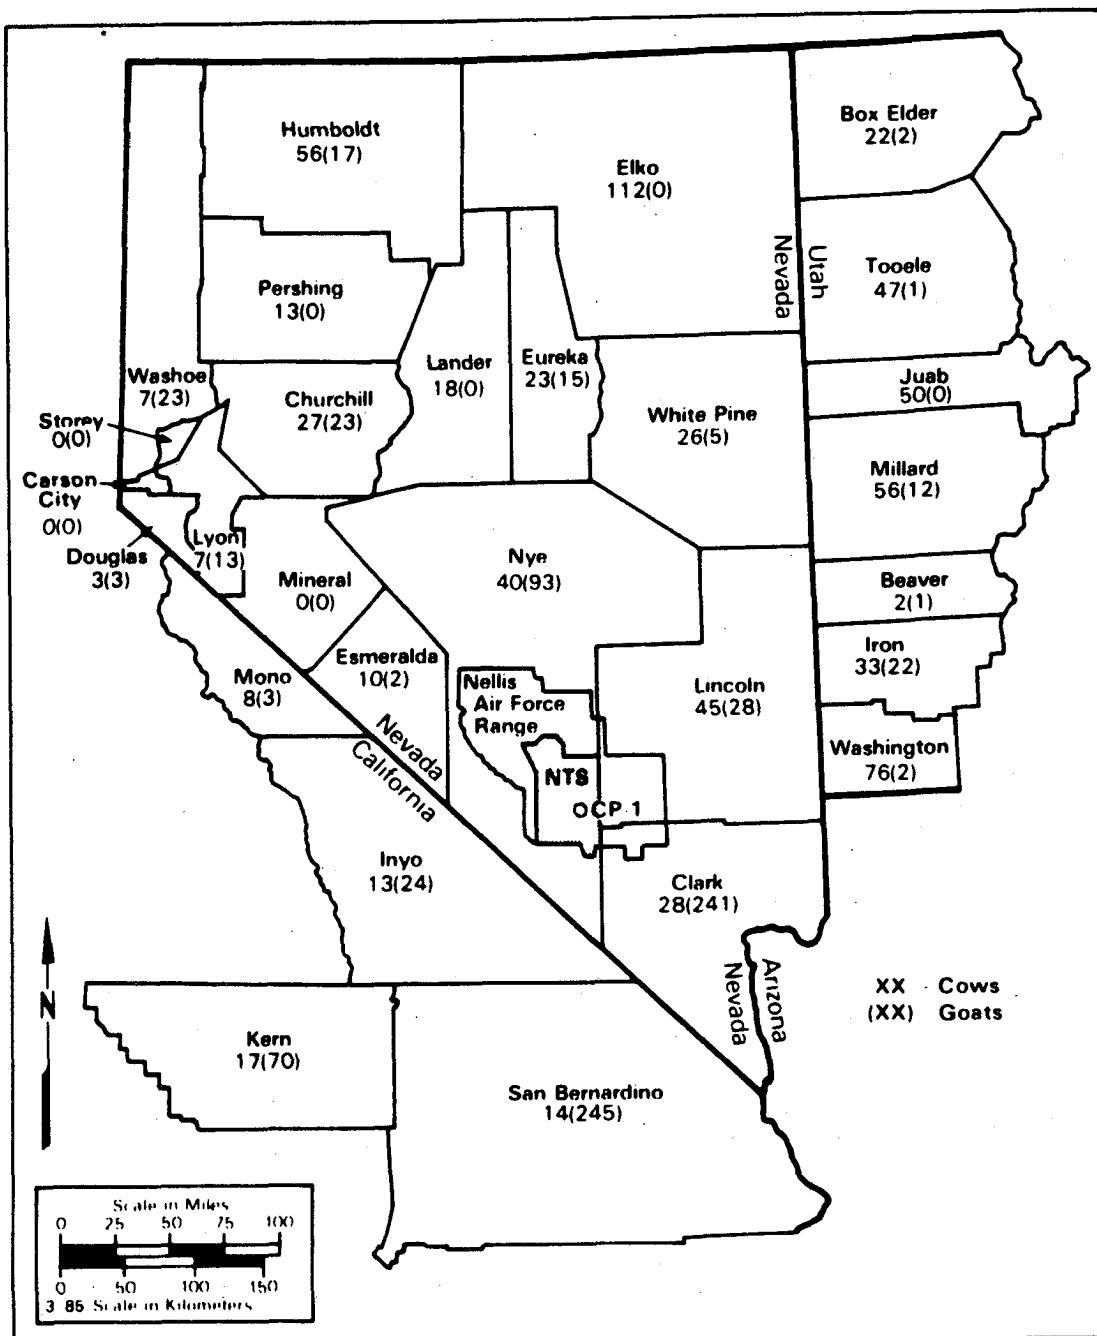 Humboldt
56(17)
Elko
112(0)
Box Elder
22(2)
Nevada
Utah
Tooele
47(1)
Pershing
13(0)
Washoe
7(23)
Churchill
27(23)
Lander
18(0)
Eureka
23(15)
White Pine
26(5)
Juab
50(0)
Storey
0(0)
Millard
56(12)
Carson
City
0(0)
Douglas
3(3)
Lyon
7(13)
Mineral
0(0)
Nye
40(93)
Beaver
2(1)
Iron
33(22)
Mono
8(3)
Esmeralda
10(2)
Nellis
Air Force
Range
Lincoln
45(28)
Washington
76(2)
Nevada
California
NTS
CP 1
Inyo
13(24)
Clark
28(241)
Nevada
Arizona
XX Cows
(XX) Goats
N
Kern
17(70)
San Bernardino
14(245)
Scale in Miles
0 25 50 75 100
0 50 100 150
3 85 Scale in Kilometers